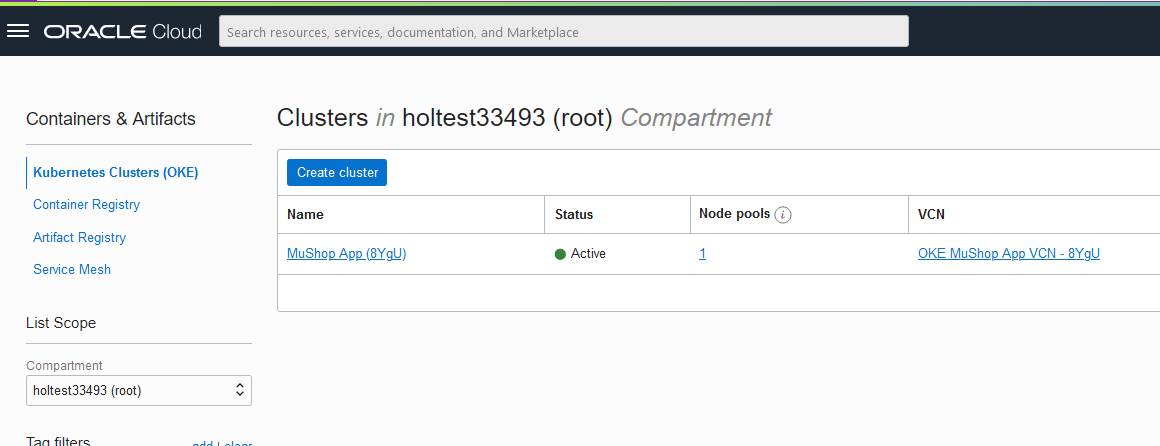 ORACLE Cloud
Search resources, services, documentation, and Marketplace
Containers & Artifacts
Kubernetes Clusters (OKE)
Container Registry
Artifact Registry
Service Mesh
List Scope
Compartment
holtest33493 (root)
Tag filters
add | clear
Clusters in holtest33493 (root) Compartment
Create cluster
Name Status Node pools i VCN
MuShop App (8YgU) Active 1 OKE MuShop App VCN - 8YgU